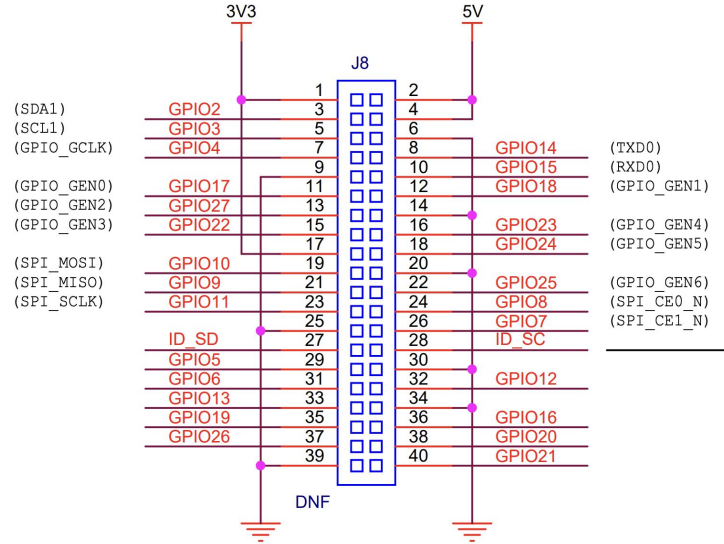 3V3 5V
J8
1 2
(SDA1) GPIO2 3 4
(SCL1) GPIO3 5 6
(GPIO_GCLK) GPIO4 7 8 GPIO14 (TXD0)
9 10 GPIO15 (RXD0)
(GPIO_GEN0) GPIO17 11 12 GPIO18 (GPIO_GEN1)
(GPIO_GEN2) GPIO27 13 14
(GPIO_GEN3) GPIO22 15 16 GPIO23 (GPIO_GEN4)
17 18 GPIO24 (GPIO_GEN5)
(SPI_MOSI) GPIO10 19 20
(SPI_MISO) GPIO9 21 22 GPIO25 (GPIO_GEN6)
(SPI_SCLK) GPIO11 23 24 GPIO8 (SPI_CE0_N)
25 26 GPIO7 (SPI_CE1_N)
ID_SD 27 28 ID_SC
GPIO5 29 30
GPIO6 31 32 GPIO12
GPIO13 33 34
GPIO19 35 36 GPIO16
GPIO26 37 38 GPIO20
39 40 GPIO21
DNF